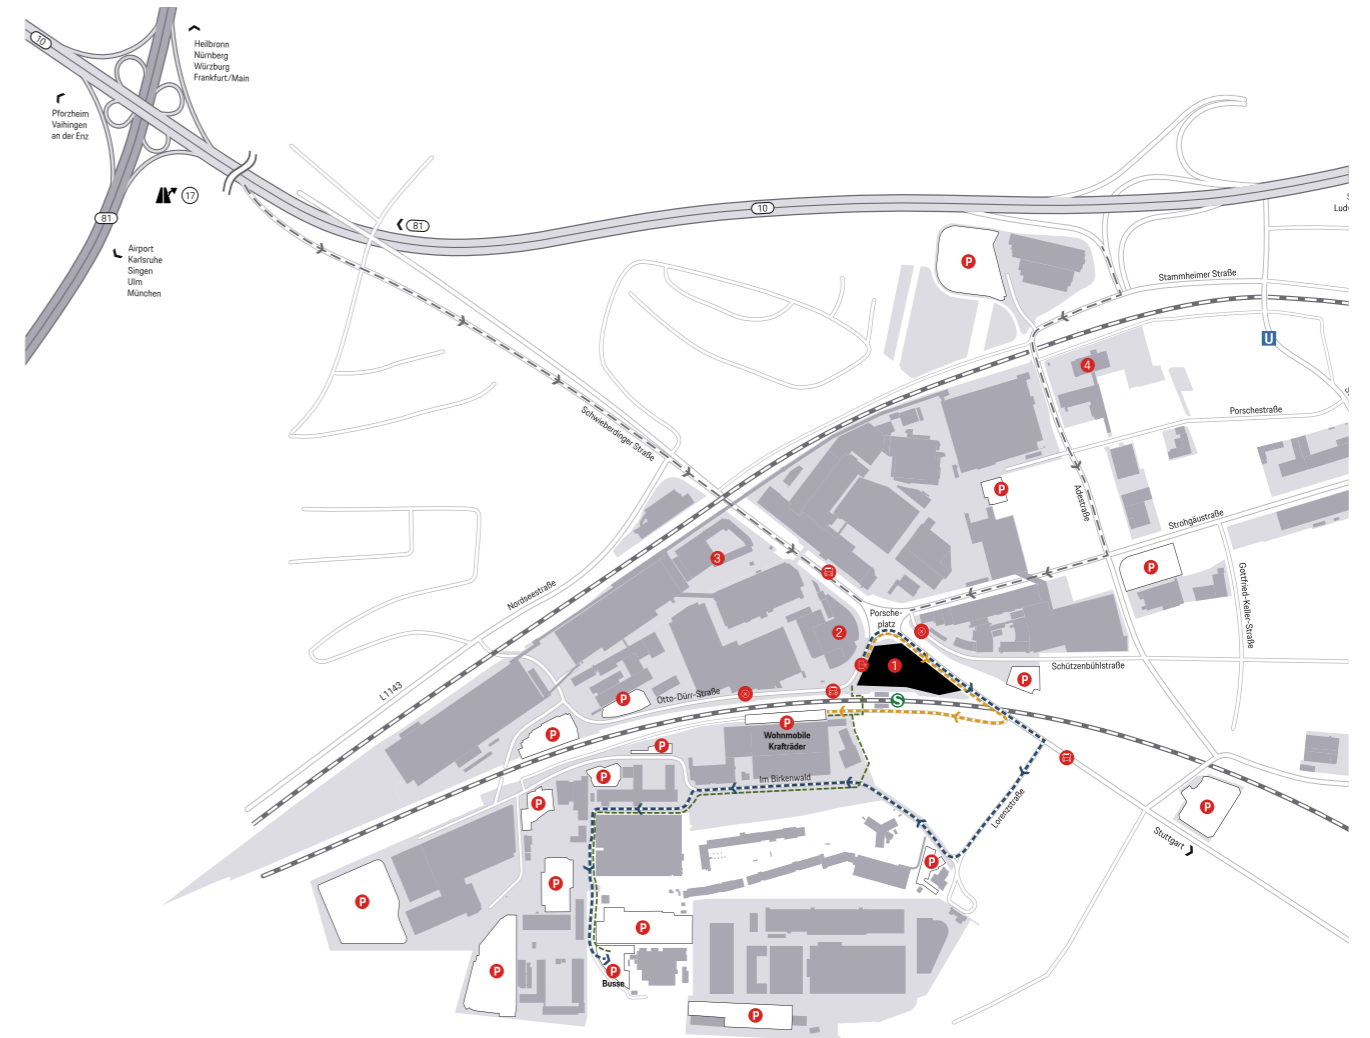 10
Heilbronn
Nürnberg
Würzburg
Frankfurt/Main
Pforzheim
Vaihingen
an der Enz
17
81
Airport
Karlsruhe
Singen
Ulm
München
81
10
P
Stammheimer Straße
U
4
Porschestraße
Schwieberdinger Straße
P
Adestraße
Strohgäustraße
3
P
Gottfried-Keller-Straße
Nordseestraße
Porsche-
platz
2
1
Schützenbühlstraße
P
L1143
Otto-Dürr-Straße
P
S
P
Wohnmobile
Krafträder
P
P
P
Im Birkenwald
P
Lorenzstraße
P
Stuttgart
P
P
P
P
P
P
Busse
P